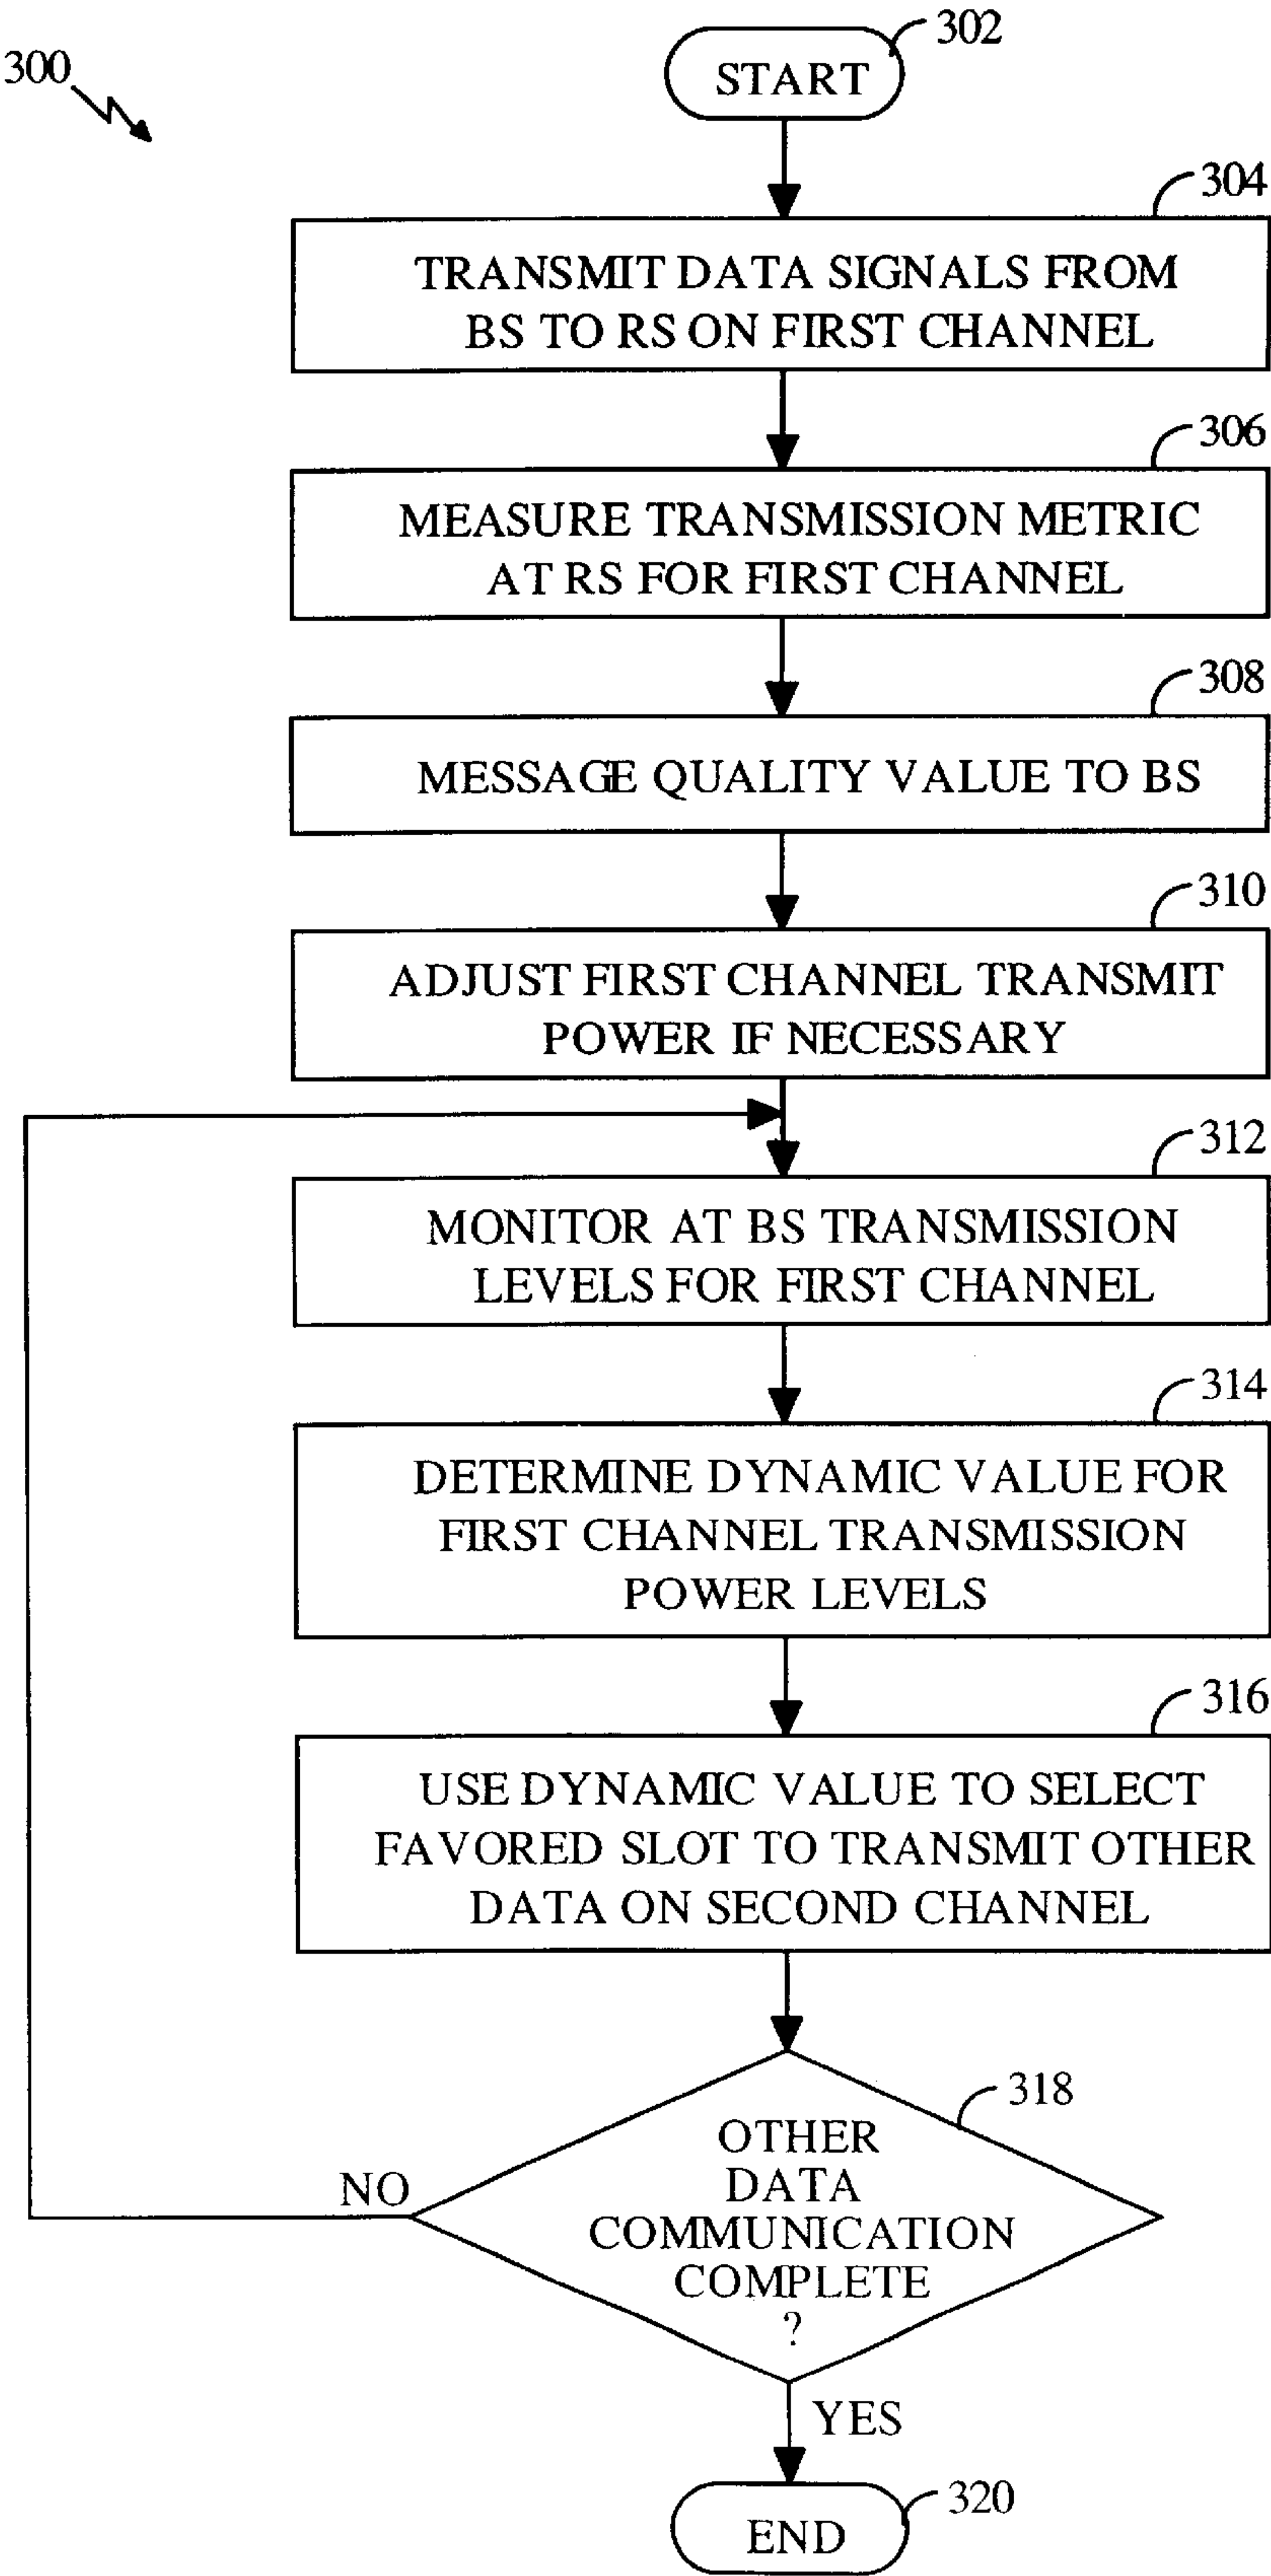 300
302
START
304
TRANSMIT DATA SIGNALS FROM
BS TO RS ON FIRST CHANNEL
306
MEASURE TRANSMISSION METRIC
AT RS FOR FIRST CHANNEL
308
MESSAGE QUALITY VALUE TO BS
310
ADJUST FIRST CHANNEL TRANSMIT
POWER IF NECESSARY
312
MONITOR AT BS TRANSMISSION
LEVELS FOR FIRST CHANNEL
314
DETERMINE DYNAMIC VALUE FOR
FIRST CHANNEL TRANSMISSION
POWER LEVELS
316
USE DYNAMIC VALUE TO SELECT
FAVORED SLOT TO TRANSMIT OTHER
DATA ON SECOND CHANNEL
318
OTHER
DATA
COMMUNICATION
COMPLETE
?
NO
YES
320
END